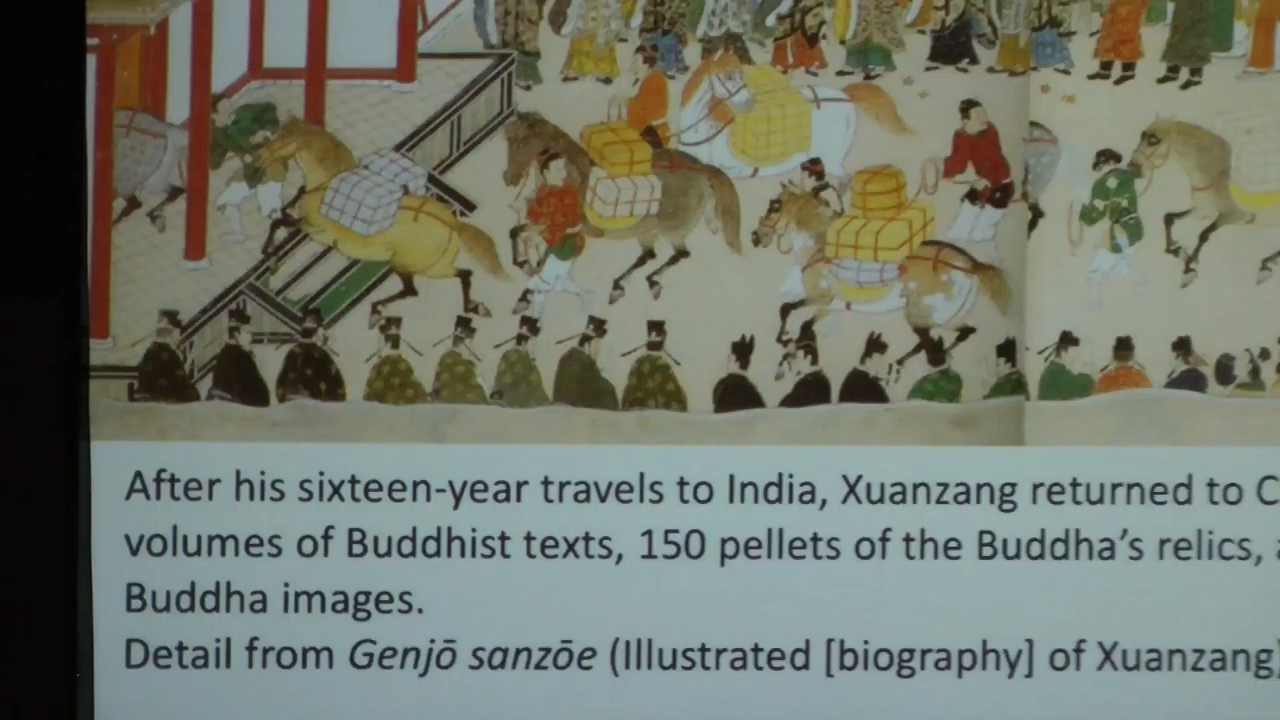 After his sixteen-year travels to India, Xuanzang returned to C
volumes of Buddhist texts, 150 pellets of the Buddha's relics,
Buddha images.
Detail from Genjō sanzōe (Illustrated [biography] of Xuanzang]